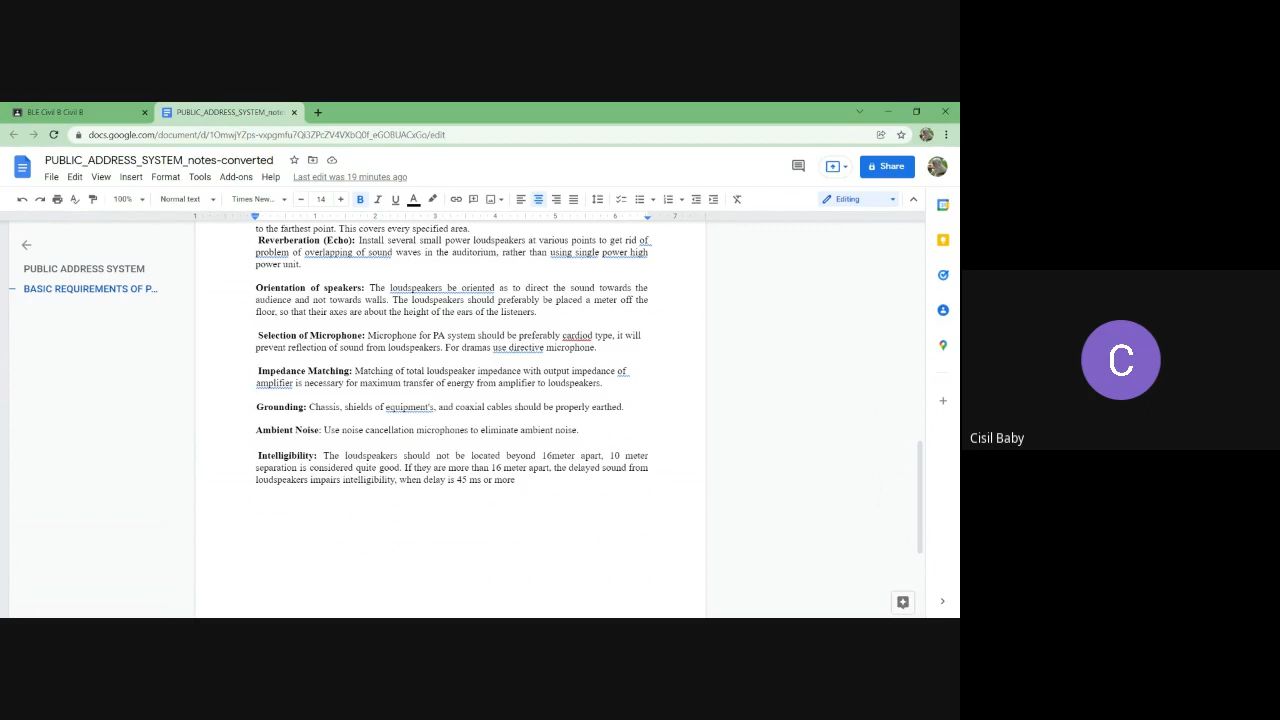 BLE Civil B Civil B
PUBLIC_ADDRESS_SYSTEM_notes
docs.google.com/document/d/1OmwjYZps-vxpgmfu7Qi3ZPcZV4VXbQ0f_eGOBUACxGo/edit
PUBLIC_ADDRESS_SYSTEM_notes-converted
File Edit View Insert Format Tools Add-ons Help Last edit was 19 minutes ago
Share
100% Normal text Times New... 14 B I U A Editing
1 1 2 3 4 5 6 7
PUBLIC ADDRESS SYSTEM
BASIC REQUIREMENTS OF P...
to the farthest point. This covers every specified area.
Reverberation (Echo): Install several small power loudspeakers at various points to get rid of
problem of overlapping of sound waves in the auditorium, rather than using single power high
power unit.
Orientation of speakers: The loudspeakers be oriented as to direct the sound towards the
audience and not towards walls. The loudspeakers should preferably be placed a meter off the
floor, so that their axes are about the height of the ears of the listeners.
Selection of Microphone: Microphone for PA system should be preferably cardiod type, it will
prevent reflection of sound from loudspeakers. For dramas use directive microphone.
Impedance Matching: Matching of total loudspeaker impedance with output impedance of
amplifier is necessary for maximum transfer of energy from amplifier to loudspeakers.
Grounding: Chassis, shields of equipment's, and coaxial cables should be properly earthed.
Ambient Noise: Use noise cancellation microphones to eliminate ambient noise.
Intelligibility: The loudspeakers should not be located beyond 16meter apart, 10 meter
separation is considered quite good. If they are more than 16 meter apart, the delayed sound from
loudspeakers impairs intelligibility, when delay is 45 ms or more
C
Cisil Baby